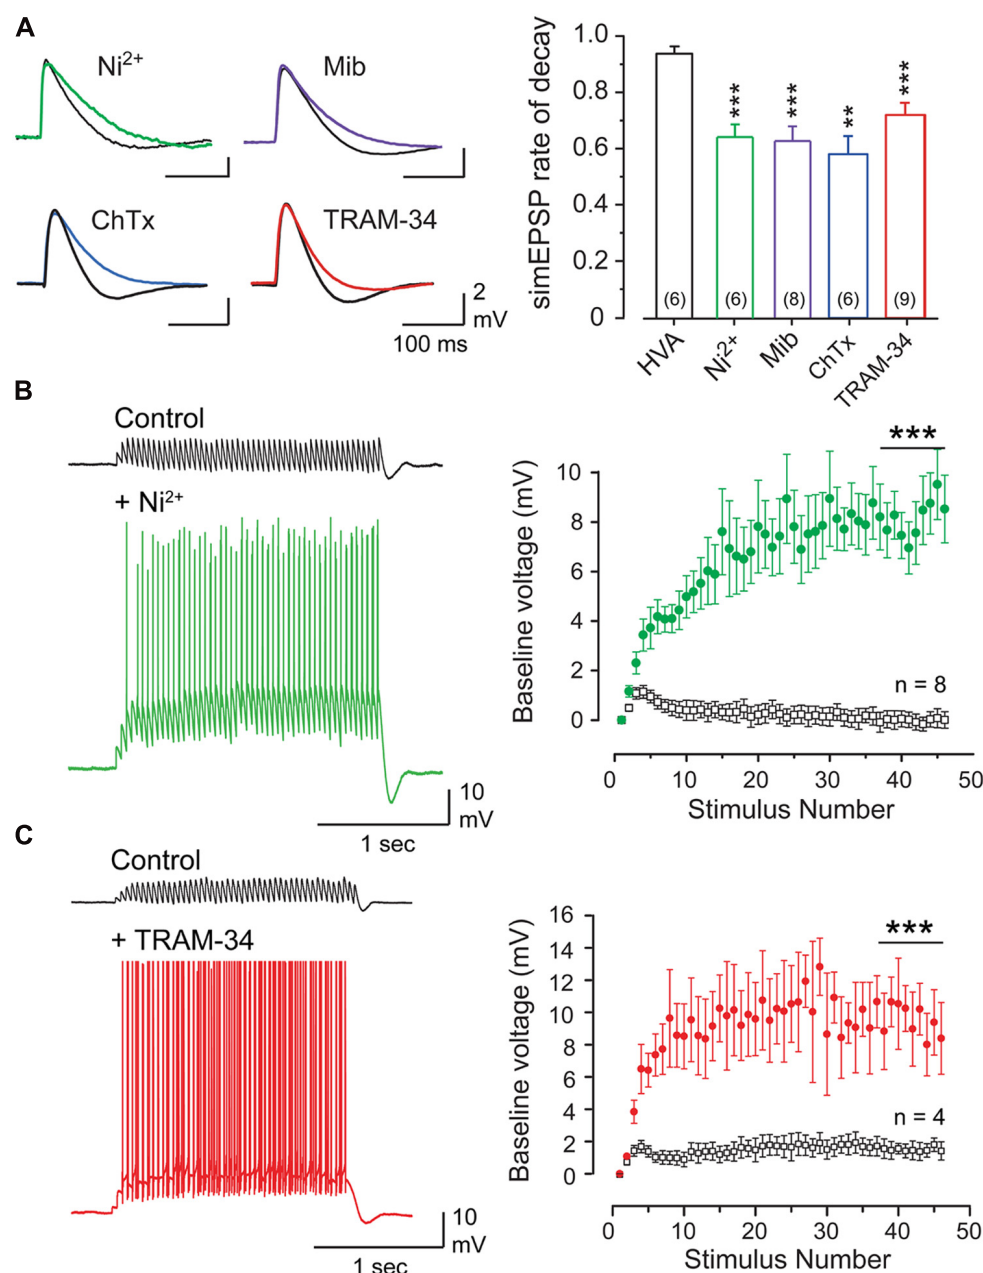 A
Ni2+
Mib
ChTx
TRAM-34
2
mV
100 ms
simEPSP rate of decay
1.0
0.8
0.6
0.4
0.2
0
***
***
**
***
(6)
(6)
(8)
(6)
(9)
HVA
Ni2+
Mib
ChTx
TRAM-34
B
Control
+ Ni2+
10
mV
1 sec
Baseline voltage (mV)
10
8
6
4
2
0
***
n = 8
0
10
20
30
40
50
Stimulus Number
C
Control
+ TRAM-34
10
mV
1 sec
Baseline voltage (mV)
16
14
12
10
8
6
4
2
0
***
n = 4
0
10
20
30
40
50
Stimulus Number